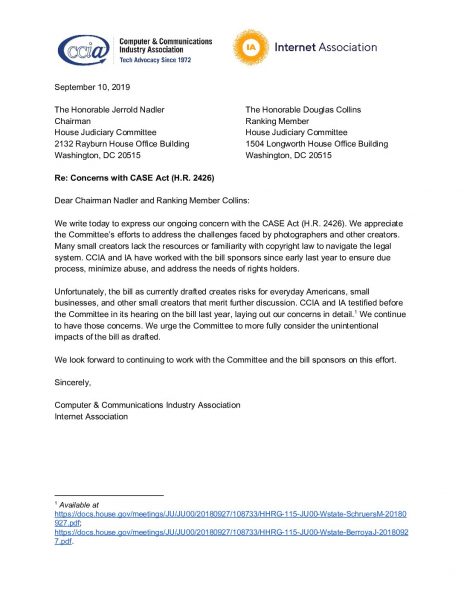 ccia
Computer & Communications
Industry Association
Tech Advocacy Since 1972
IA
Internet Association
September 10, 2019
The Honorable Jerrold Nadler
Chairman
House Judiciary Committee
2132 Rayburn House Office Building
Washington, DC 20515
The Honorable Douglas Collins
Ranking Member
House Judiciary Committee
1504 Longworth House Office Building
Washington, DC 20515
Re: Concerns with CASE Act (H.R. 2426)
Dear Chairman Nadler and Ranking Member Collins:
We write today to express our ongoing concern with the CASE Act (H.R. 2426). We appreciate
the Committee's efforts to address the challenges faced by photographers and other creators.
Many small creators lack the resources or familiarity with copyright law to navigate the legal
system. CCIA and IA have worked with the bill sponsors since early last year to ensure due
process, minimize abuse, and address the needs of rights holders.
Unfortunately, the bill as currently drafted creates risks for everyday Americans, small
businesses, and other small creators that merit further discussion. CCIA and IA testified before
the Committee in its hearing on the bill last year, laying out our concerns in detail.¹ We continue
to have those concerns. We urge the Committee to more fully consider the unintentional
impacts of the bill as drafted.
We look forward to continuing to work with the Committee and the bill sponsors on this effort.
Sincerely,
Computer & Communications Industry Association
Internet Association
¹ Available at
https://docs.house.gov/meetings/JU/JU00/20180927/108733/HHRG-115-JU00-Wstate-SchruersM-20180
927.pdf;
https://docs.house.gov/meetings/JU/JU00/20180927/108733/HHRG-115-JU00-Wstate-BerroyaJ-2018092
7.pdf.